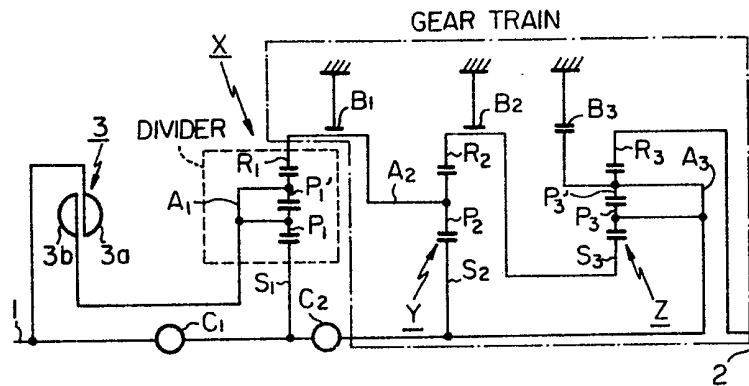 GEAR TRAIN
X
B1
B2
B3
3
DIVIDER
R1
R2
R3
A3
A1
P1'
A2
P3'
P1
P2
P3
3b
3a
S1
S2
S3
C2
Y
Z
1
C1
2